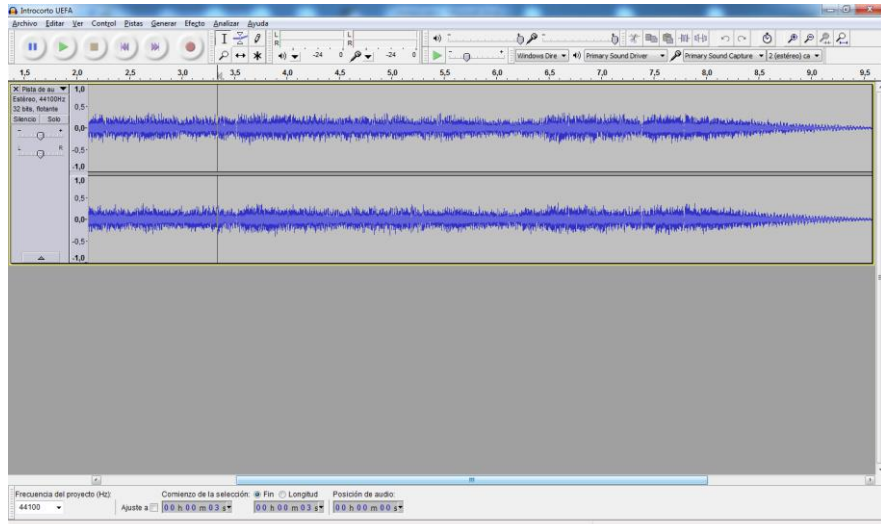 Introcorto UEFA
Archivo Editar Ver Control Pistas Generar Efecto Analizar Ayuda
L
R
-24 0
L
R
-24 0
Windows Dire Primary Sound Driver Primary Sound Capture 2 (estéreo) ca
1,5 2,0 2,5 3,0 3,5 4,0 4,5 5,0 5,5 6,0 6,5 7,0 7,5 8,0 8,5 9,0 9,5
X Pista de au
Estéreo, 44100Hz
32 bits, flotante
Silencio Solo
- +
L R
1,0
0,5
0,0
-0,5
-1,0
1,0
0,5
0,0
-0,5
-1,0
Frecuencia del proyecto (Hz): Comienzo de la selección: Fin Longitud Posición de audio:
44100 Ajuste a 00 h 00 m 03 s 00 h 00 m 03 s 00 h 00 m 00 s